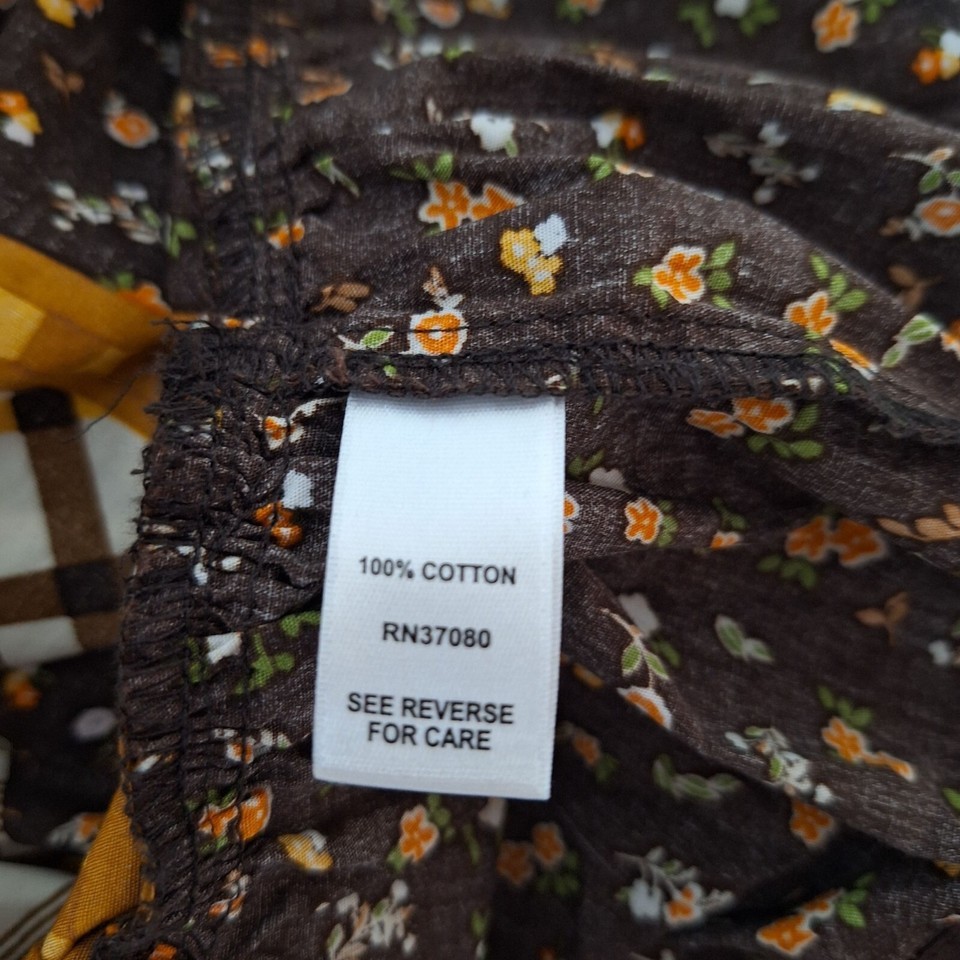 100% COTTON
RN37080
SEE REVERSE
FOR CARE